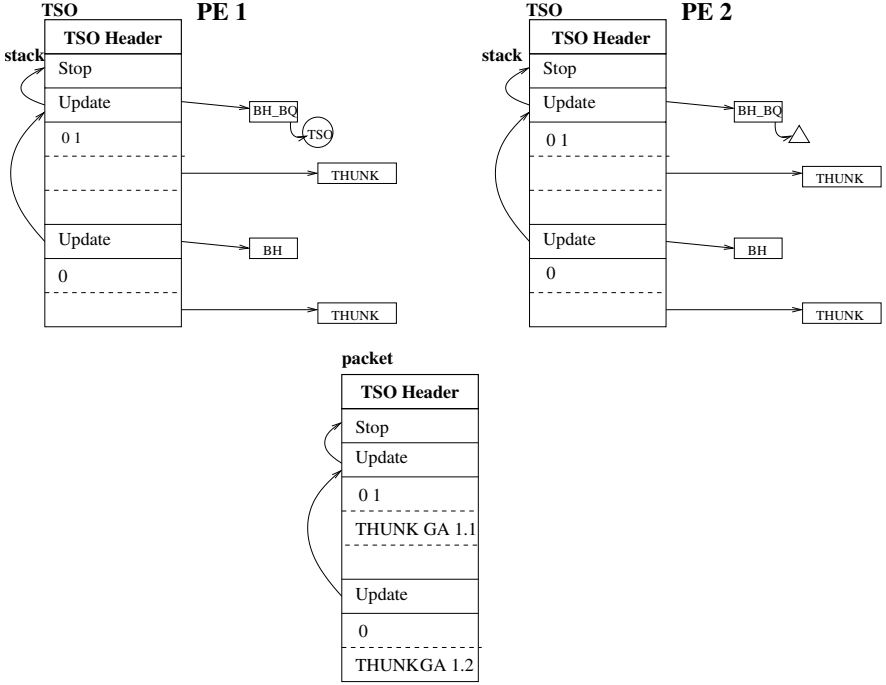 TSO
PE 1
TSO Header
stack
Stop
Update
BH_BQ
TSO
0 1
THUNK
Update
BH
0
THUNK
TSO
PE 2
TSO Header
stack
Stop
Update
BH_BQ
0 1
THUNK
Update
BH
0
THUNK
packet
TSO Header
Stop
Update
0 1
THUNK GA 1.1
Update
0
THUNK GA 1.2